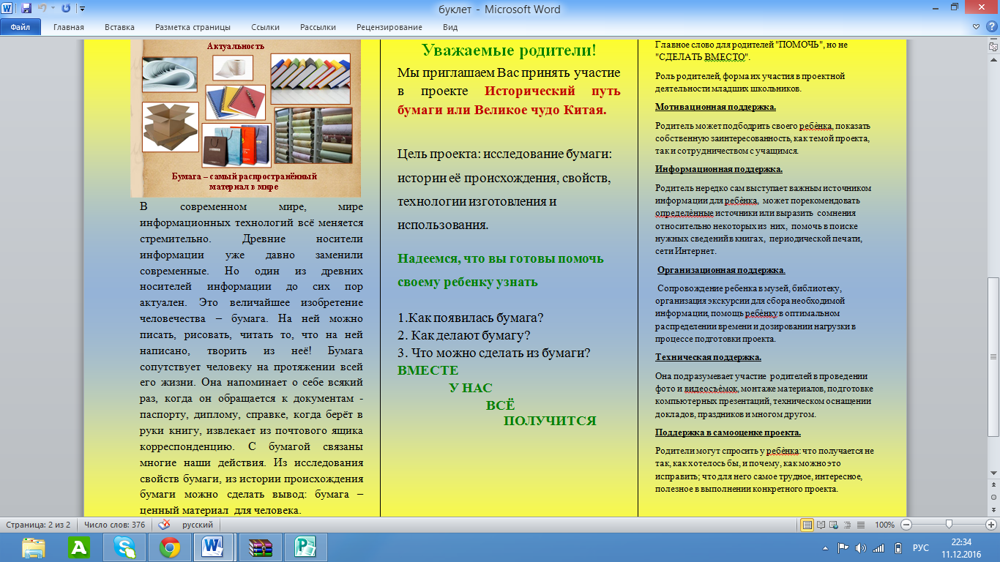 буклет - Microsoft Word
Файл Главная Вставка Разметка страницы Ссылки Рассылки Рецензирование Вид
Актуальность
Бумага – самый распространённый
материал в мире
В современном мире, мире
информационных технологий всё меняется
стремительно. Древние носители
информации уже давно заменили
современные. Но один из древних
носителей информации до сих пор
актуален. Это величайшее изобретение
человечества – бумага. На ней можно
писать, рисовать, читать то, что на ней
написано, творить из неё! Бумага
сопутствует человеку на протяжении всей
его жизни. Она напоминает о себе всякий
раз, когда он обращается к документам -
паспорту, диплому, справке, когда берёт в
руки книгу, извлекает из почтового ящика
корреспонденцию. С бумагой связаны
многие наши действия. Из исследования
свойств бумаги, из истории происхождения
бумаги можно сделать вывод: бумага –
ценный материал для человека.
Уважаемые родители!
Мы приглашаем Вас принять участие
в проекте Исторический путь
бумаги или Великое чудо Китая.
Цель проекта: исследование бумаги:
истории её происхождения, свойств,
технологии изготовления и
использования.
Надеемся, что вы готовы помочь
своему ребенку узнать
1.Как появилась бумага?
2. Как делают бумагу?
3. Что можно сделать из бумаги?
ВМЕСТЕ
У НАС
ВСЁ
ПОЛУЧИТСЯ
Главное слово для родителей "ПОМОЧЬ", но не
"СДЕЛАТЬ ВМЕСТО".
Роль родителей, форма их участия в проектной
деятельности младших школьников.
Мотивационная поддержка.
Родитель может подбодрить своего ребѐнка, показать
собственную заинтересованность, как темой проекта,
так и сотрудничеством с учащимся.
Информационная поддержка.
Родитель нередко сам выступает важным источником
информации для ребѐнка, может порекомендовать
определѐнные источники или выразить сомнения
относительно некоторых из них, помочь в поиске
нужных сведений в книгах, периодической печати,
сети Интернет.
Организационная поддержка.
Сопровождение ребенка в музей, библиотеку,
организация экскурсии для сбора необходимой
информации, помощь ребѐнку в оптимальном
распределении времени и дозировании нагрузки в
процессе подготовки проекта.
Техническая поддержка.
Она подразумевает участие родителей в проведении
фото и видеосъѐмок, монтаже материалов, подготовке
компьютерных презентаций, техническом оснащении
докладов, праздников и многом другом.
Поддержка в самооценке проекта.
Родители могут спросить у ребѐнка: что получается не
так, как хотелось бы, и почему, как можно это
исправить; что для него самое трудное, интересное,
полезное в выполнении конкретного проекта.
Страница: 2 из 2 Число слов: 376 русский 100%
РУС 22:34
11.12.2016